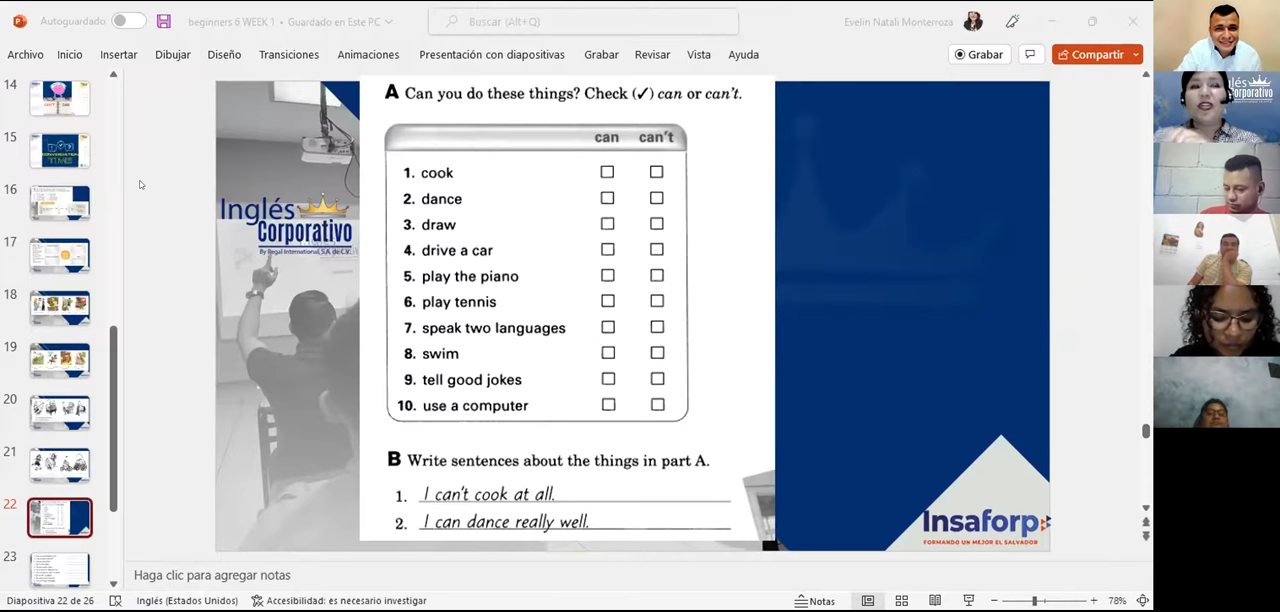 Autoguardado
beginners 6 WEEK 1 • Guardado en Este PC
Buscar (Alt+Q)
Evelin Natali Monterroza
Archivo Inicio Insertar Dibujar Diseño Transiciones Animaciones Presentación con diapositivas Grabar Revisar Vista Ayuda
Grabar
Compartir
14
15
16
17
18
19
20
21
22
23
Inglés
Corporativo
By Regal International, S.A. de C.V.
A Can you do these things? Check (✓) can or can't.
can can't
1. cook
2. dance
3. draw
4. drive a car
5. play the piano
6. play tennis
7. speak two languages
8. swim
9. tell good jokes
10. use a computer
B Write sentences about the things in part A.
1. I can't cook at all.
2. I can dance really well.
Insaforp
FORMANDO UN MEJOR EL SALVADOR
Inglés
Corporativo
Haga clic para agregar notas
Diapositiva 22 de 26
Inglés (Estados Unidos)
Accesibilidad: es necesario investigar
Notas
78%